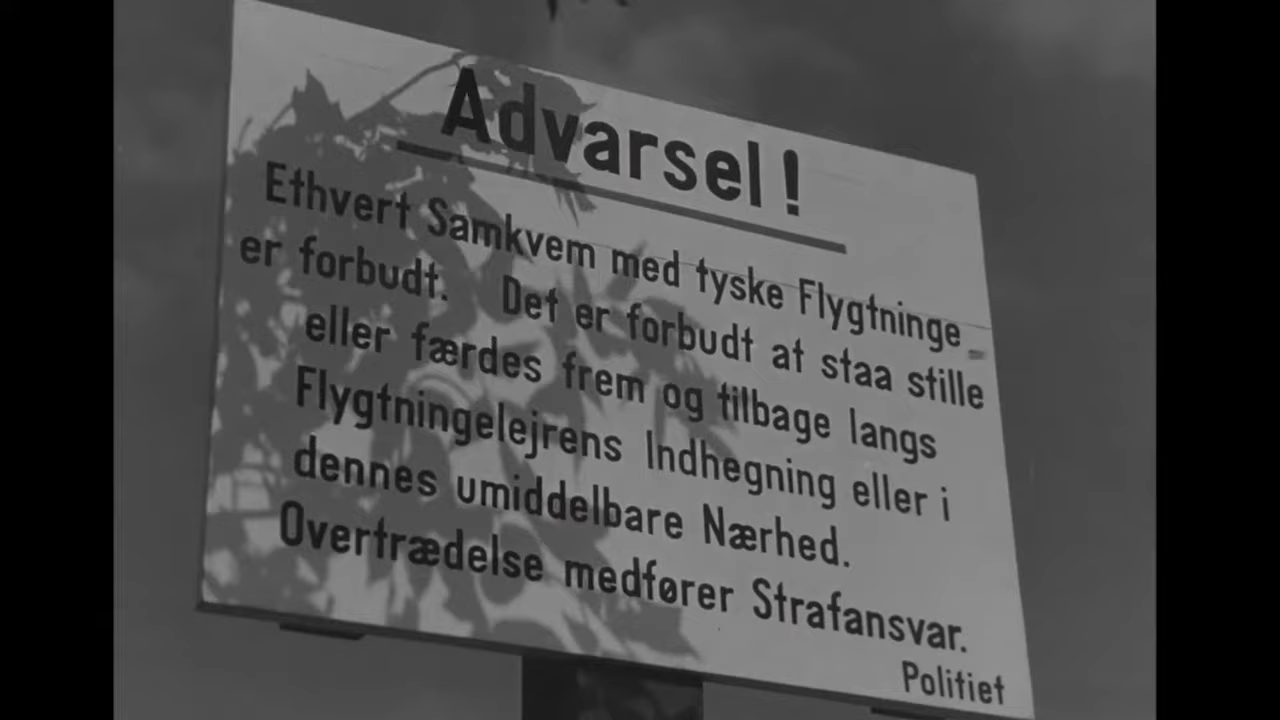 Advarsel!
Ethvert Samkvem med tyske Flygtninge
er forbudt. Det er forbudt at staa stille
eller færdes frem og tilbage langs
Flygtningelejrens Indhegning eller i
dennes umiddelbare Nærhed.
Overtrædelse medfører Strafansvar.
Politiet